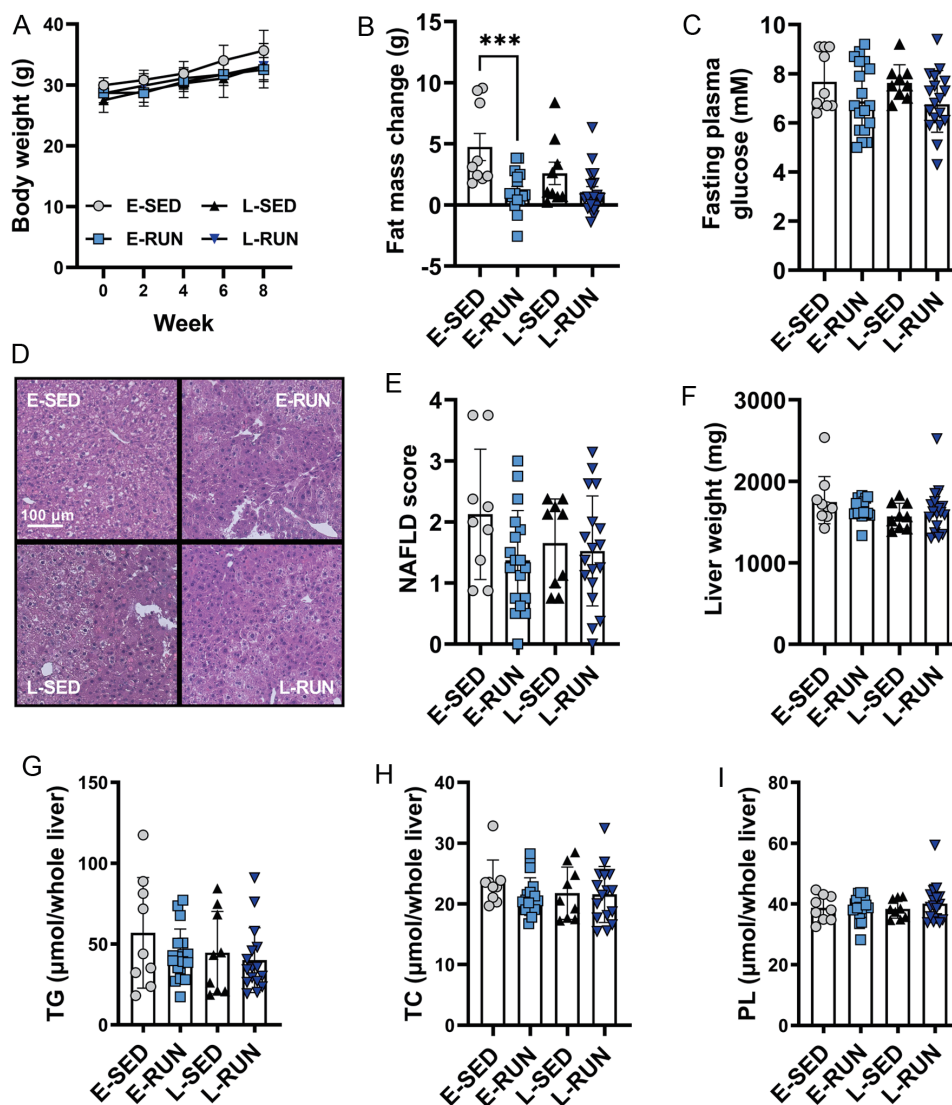 A
Body weight (g)
40
30
20
10
0
E-SED
L-SED
E-RUN
L-RUN
0 2 4 6 8
Week
B
Fat mass change (g)
15
10
5
0
-5
***
E-SED E-RUN L-SED L-RUN
C
Fasting plasma
glucose (mM)
10
8
6
4
2
0
E-SED E-RUN L-SED L-RUN
D
E-SED
E-RUN
100 µm
L-SED
L-RUN
E
NAFLD score
4
3
2
1
0
E-SED E-RUN L-SED L-RUN
F
Liver weight (mg)
3000
2000
1000
0
E-SED E-RUN L-SED L-RUN
G
TG (µmol/whole liver)
150
100
50
0
E-SED E-RUN L-SED L-RUN
H
TC (µmol/whole liver)
40
30
20
10
0
E-SED E-RUN L-SED L-RUN
I
PL (µmol/whole liver)
80
60
40
20
0
E-SED E-RUN L-SED L-RUN